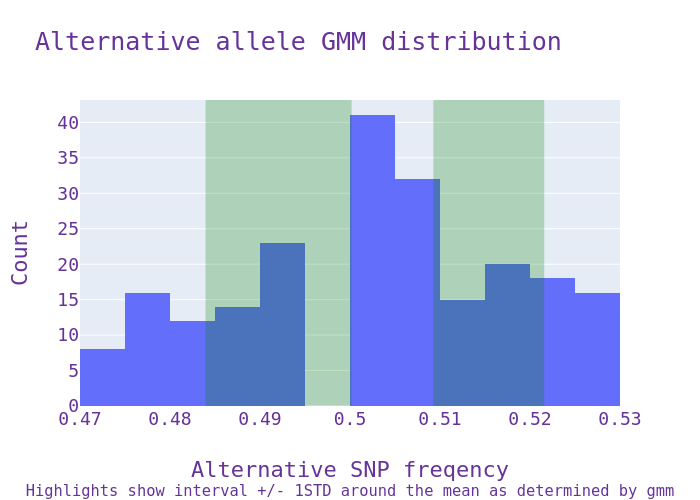 Alternative allele GMM distribution
Count
40
35
30
25
20
15
10
5
0
0.47 0.48 0.49 0.5 0.51 0.52 0.53
Alternative SNP freqency
Highlights show interval +/- 1STD around the mean as determined by gmm